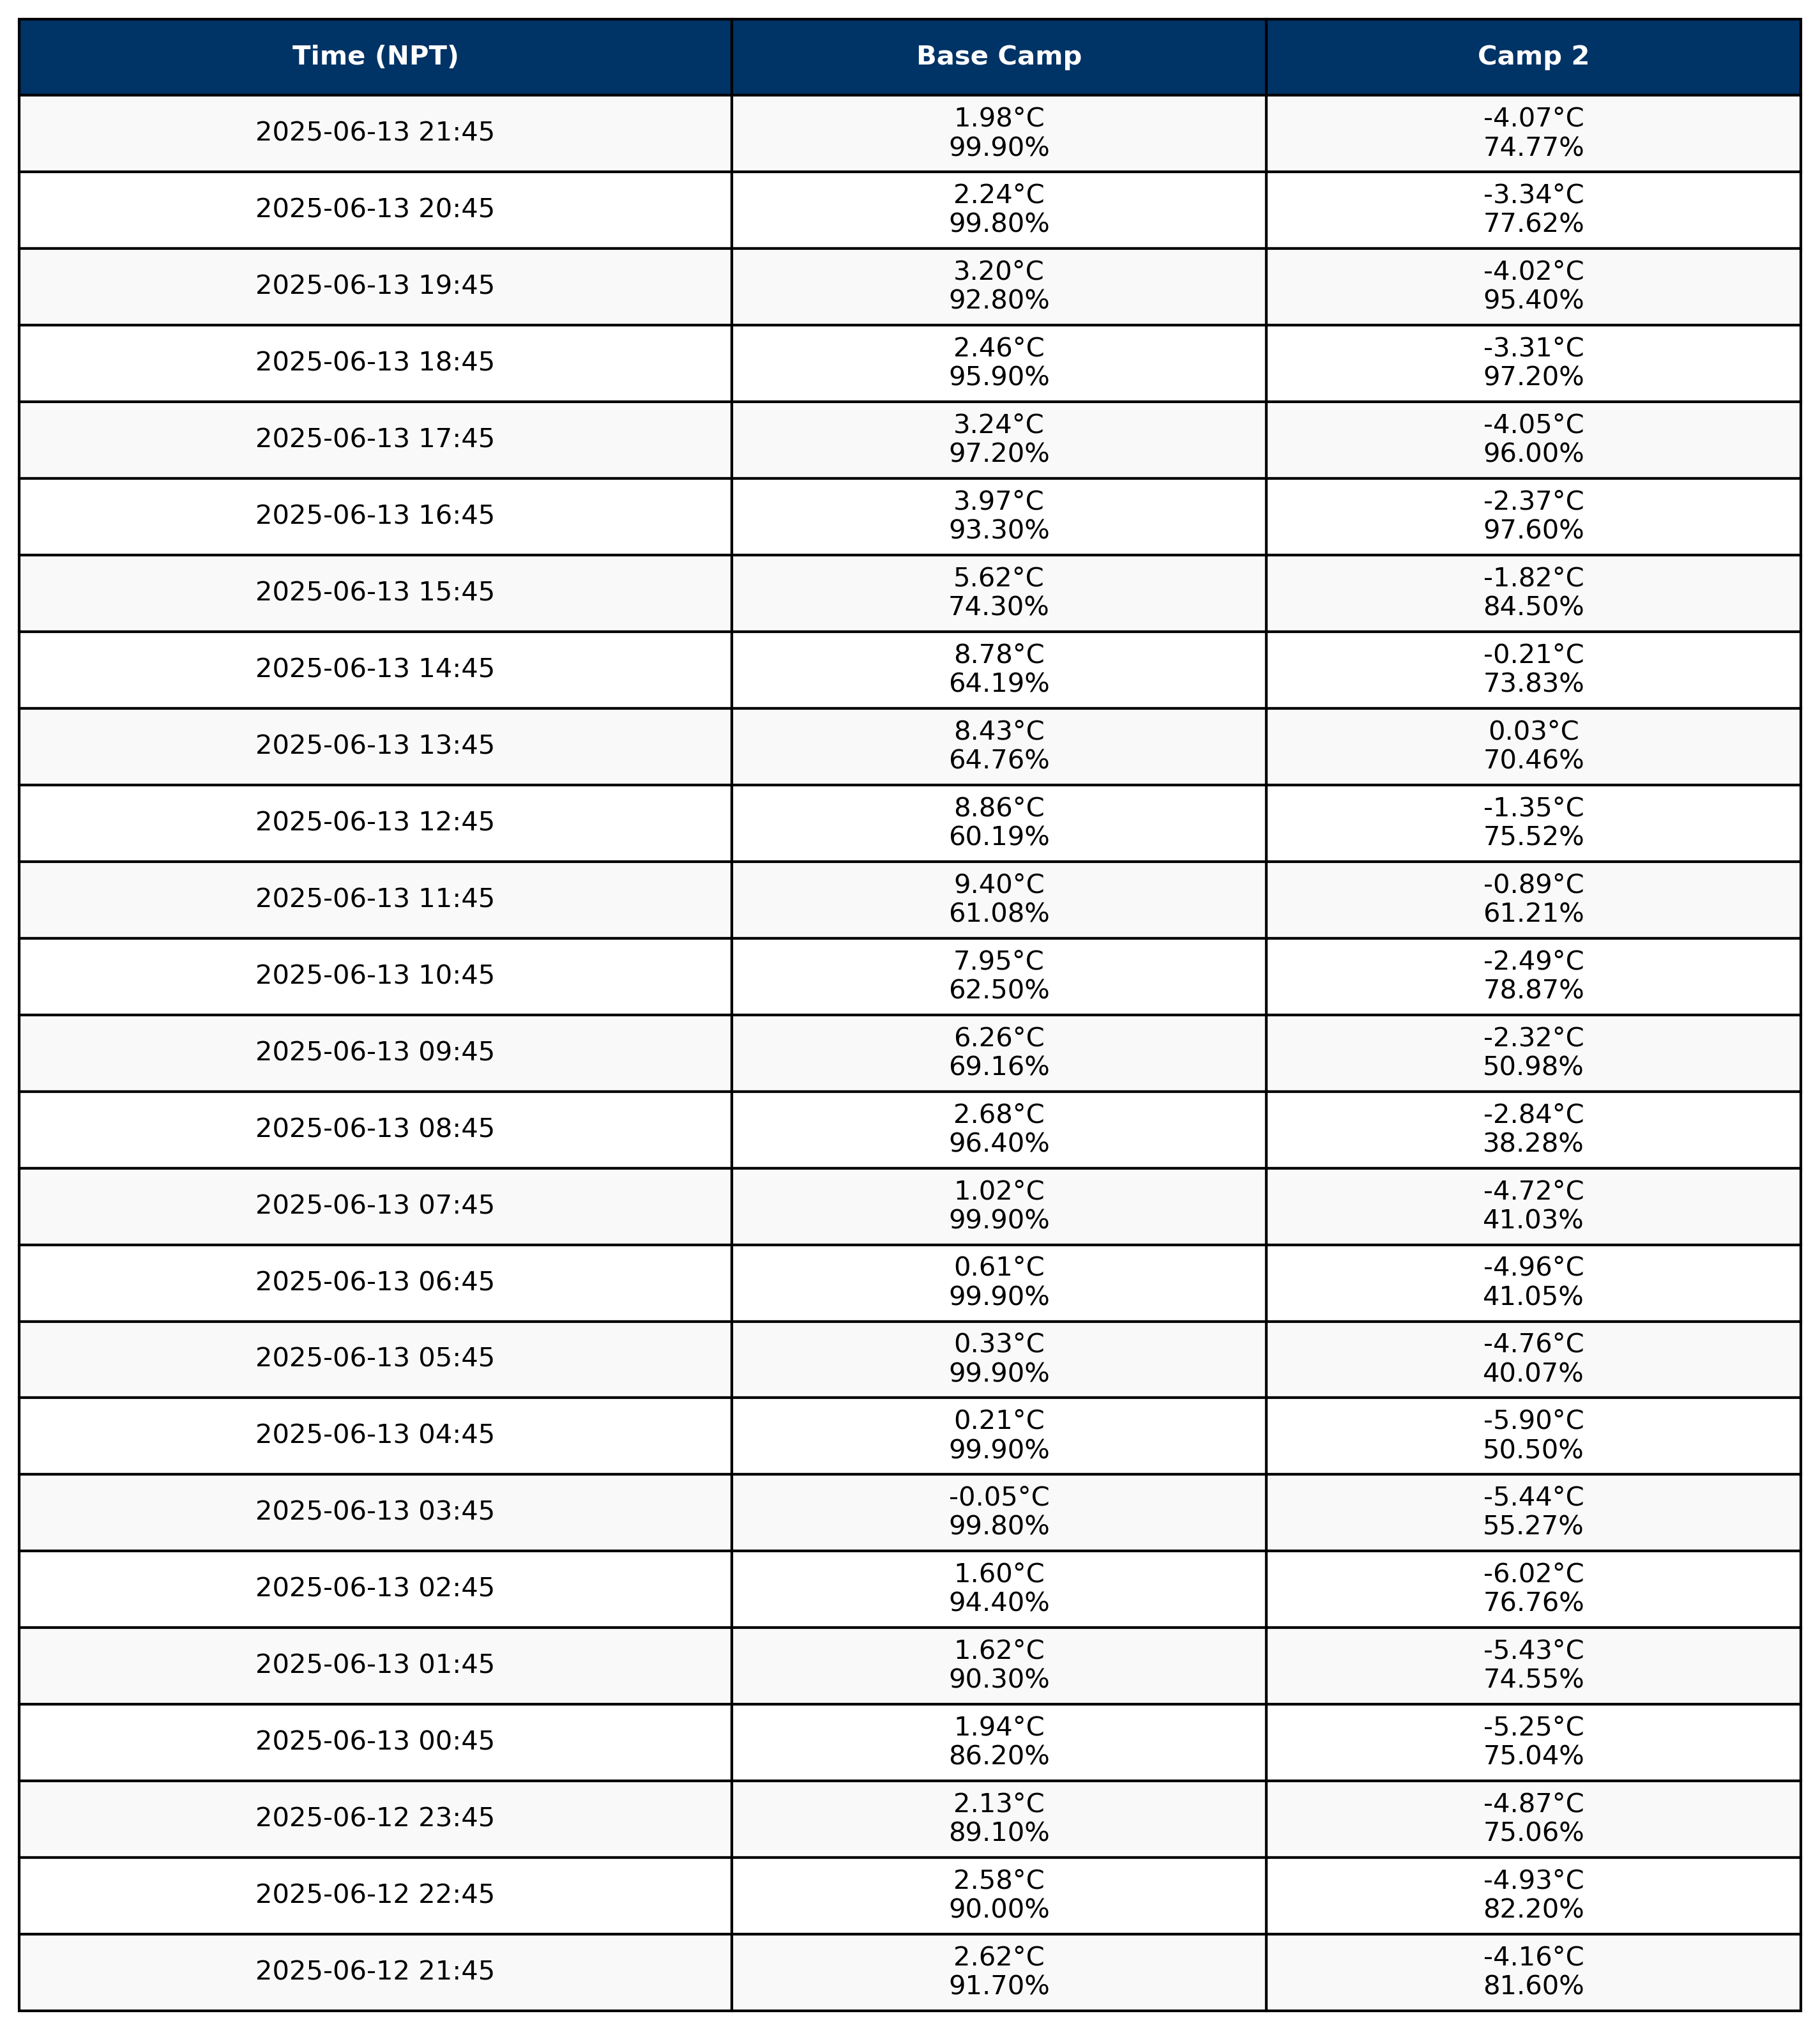 Time (NPT) Base Camp Camp 2
2025-06-13 21:45 1.98°C -4.07°C
99.90% 74.77%
2025-06-13 20:45 2.24°C -3.34°C
99.80% 77.62%
2025-06-13 19:45 3.20°C -4.02°C
92.80% 95.40%
2025-06-13 18:45 2.46°C -3.31°C
95.90% 97.20%
2025-06-13 17:45 3.24°C -4.05°C
97.20% 96.00%
2025-06-13 16:45 3.97°C -2.37°C
93.30% 97.60%
2025-06-13 15:45 5.62°C -1.82°C
74.30% 84.50%
2025-06-13 14:45 8.78°C -0.21°C
64.19% 73.83%
2025-06-13 13:45 8.43°C 0.03°C
64.76% 70.46%
2025-06-13 12:45 8.86°C -1.35°C
60.19% 75.52%
2025-06-13 11:45 9.40°C -0.89°C
61.08% 61.21%
2025-06-13 10:45 7.95°C -2.49°C
62.50% 78.87%
2025-06-13 09:45 6.26°C -2.32°C
69.16% 50.98%
2025-06-13 08:45 2.68°C -2.84°C
96.40% 38.28%
2025-06-13 07:45 1.02°C -4.72°C
99.90% 41.03%
2025-06-13 06:45 0.61°C -4.96°C
99.90% 41.05%
2025-06-13 05:45 0.33°C -4.76°C
99.90% 40.07%
2025-06-13 04:45 0.21°C -5.90°C
99.90% 50.50%
2025-06-13 03:45 -0.05°C -5.44°C
99.80% 55.27%
2025-06-13 02:45 1.60°C -6.02°C
94.40% 76.76%
2025-06-13 01:45 1.62°C -5.43°C
90.30% 74.55%
2025-06-13 00:45 1.94°C -5.25°C
86.20% 75.04%
2025-06-12 23:45 2.13°C -4.87°C
89.10% 75.06%
2025-06-12 22:45 2.58°C -4.93°C
90.00% 82.20%
2025-06-12 21:45 2.62°C -4.16°C
91.70% 81.60%